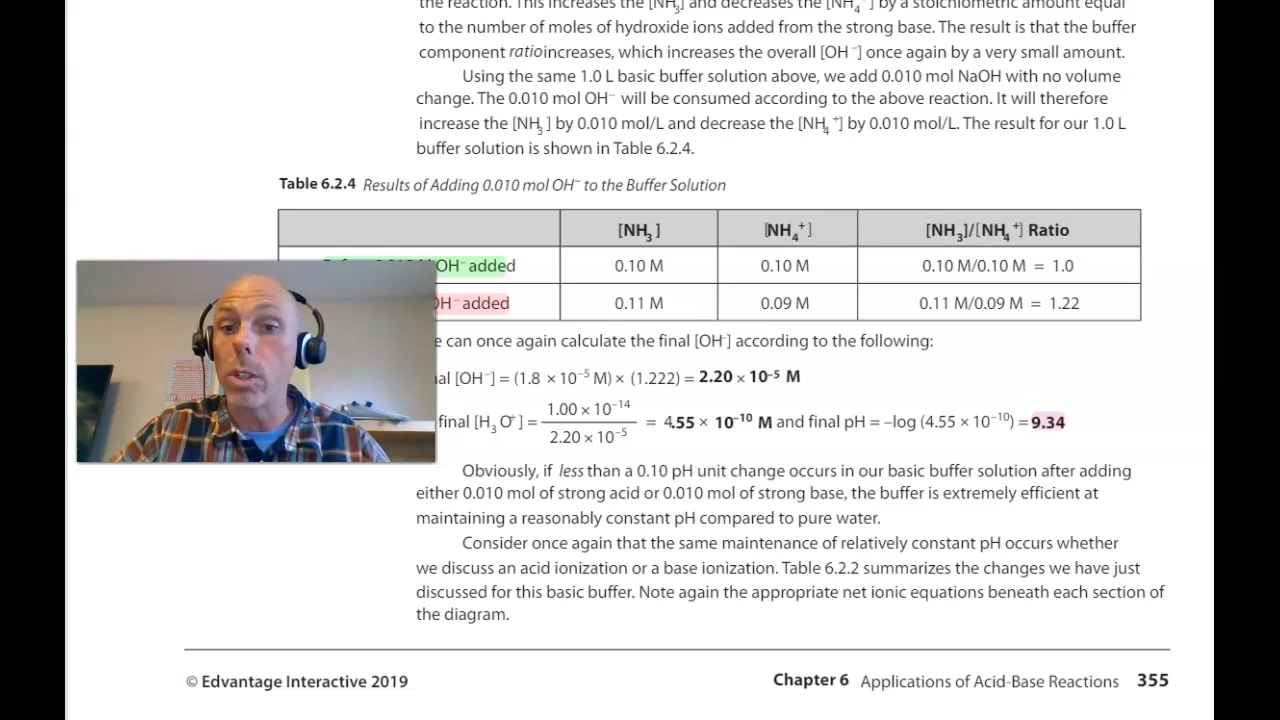 the reaction. This increases the [NH₃] and decreases the [NH₄⁺] by a stoichiometric amount equal
to the number of moles of hydroxide ions added from the strong base. The result is that the buffer
component ratio increases, which increases the overall [OH⁻] once again by a very small amount.
Using the same 1.0 L basic buffer solution above, we add 0.010 mol NaOH with no volume
change. The 0.010 mol OH⁻ will be consumed according to the above reaction. It will therefore
increase the [NH₃] by 0.010 mol/L and decrease the [NH₄⁺] by 0.010 mol/L. The result for our 1.0 L
buffer solution is shown in Table 6.2.4.
Table 6.2.4 Results of Adding 0.010 mol OH⁻ to the Buffer Solution
[NH₃] [NH₄⁺] [NH₃]/[NH₄⁺] Ratio
OH⁻ added 0.10 M 0.10 M 0.10 M/0.10 M = 1.0
OH⁻ added 0.11 M 0.09 M 0.11 M/0.09 M = 1.22
e can once again calculate the final [OH⁻] according to the following:
al [OH⁻] = (1.8 × 10⁻⁵ M) × (1.222) = 2.20 × 10⁻⁵ M
final [H₃O⁺] = 1.00 × 10⁻¹⁴ / 2.20 × 10⁻⁵ = 4.55 × 10⁻¹⁰ M and final pH = –log (4.55 × 10⁻¹⁰) = 9.34
Obviously, if less than a 0.10 pH unit change occurs in our basic buffer solution after adding
either 0.010 mol of strong acid or 0.010 mol of strong base, the buffer is extremely efficient at
maintaining a reasonably constant pH compared to pure water.
Consider once again that the same maintenance of relatively constant pH occurs whether
we discuss an acid ionization or a base ionization. Table 6.2.2 summarizes the changes we have just
discussed for this basic buffer. Note again the appropriate net ionic equations beneath each section of
the diagram.
© Edvantage Interactive 2019 Chapter 6 Applications of Acid-Base Reactions 355